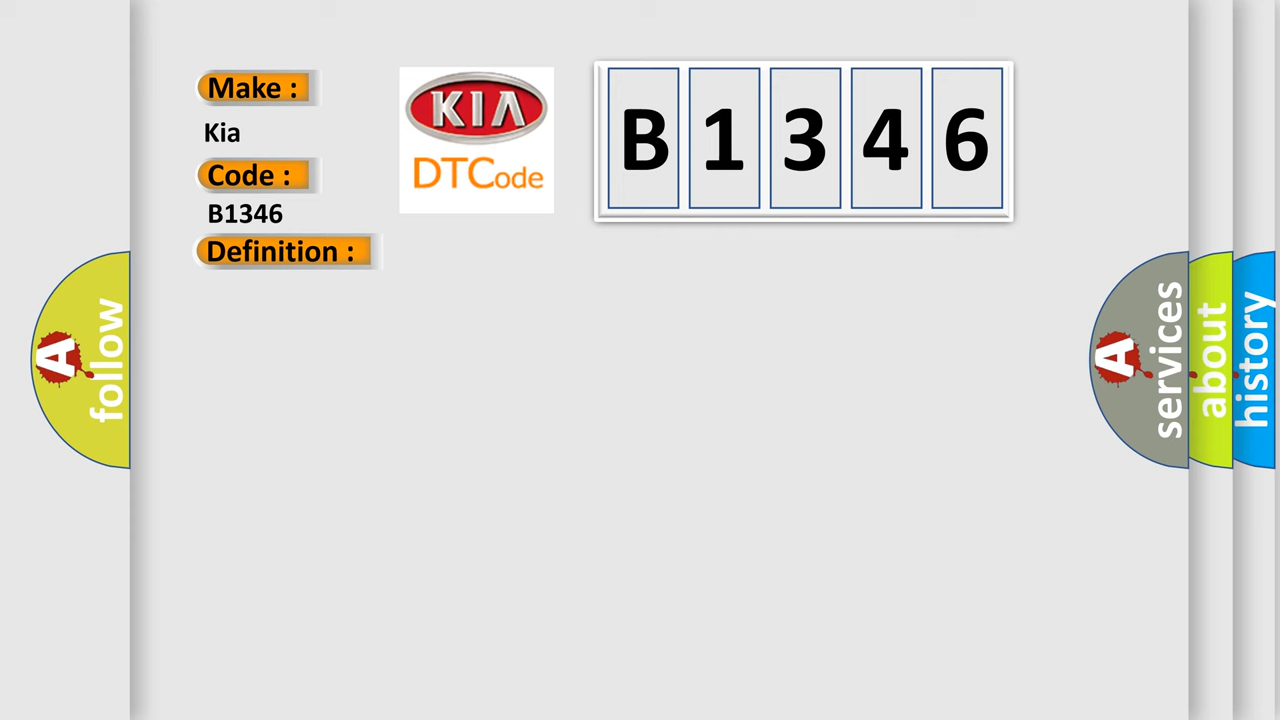 Make :
Kia
Code :
B1346
Definition :
KIA
DTCode
B 1 3 4 6
A follow
A services
about
history